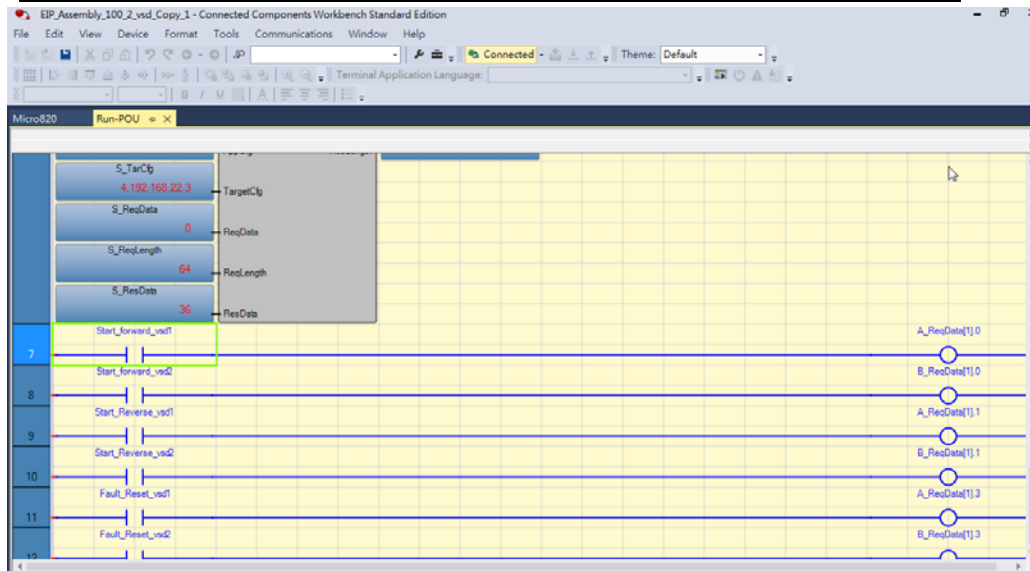 EIP_Assembly_100_2_vsd_Copy_1 - Connected Components Workbench Standard Edition
File Edit View Device Format Tools Communications Window Help
Connected Theme: Default
Terminal Application Language:
B I U A
Micro820 Run-POU
S_TarCfg
4,192.168.22.3 TargetCfg
S_ReqData
0 ReqData
S_ReqLength
64 ReqLength
S_ResData
36 ResData
Start_forward_vsd1 A_ReqData[1].0
7
Start_forward_vsd2 B_ReqData[1].0
8
Start_Reverse_vsd1 A_ReqData[1].1
9
Start_Reverse_vsd2 B_ReqData[1].1
10
Fault_Reset_vsd1 A_ReqData[1].3
11
Fault_Reset_vsd2 B_ReqData[1].3
12